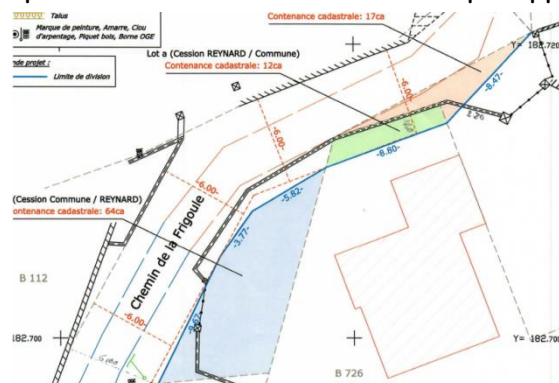 Talus
Marque de peinture, Amarre, Clou
d'arpentage, Piquet bois, Borne OGE
nde projet :
Limite de division
Contenance cadastrale: 17ca
Lot a (Cession REYNARD / Commune)
Contenance cadastrale: 12ca
Y= 182.720
-8.47-
-6.00-
2.20
-6.00-
-8.80-
(Cession Commune / REYNARD)
ontenance cadastrale: 64ca
-6.00-
-5.82-
-3.77-
Chemin de la Frigoule
B 112
-6.00-
182.700
Y= 182.700
B 726